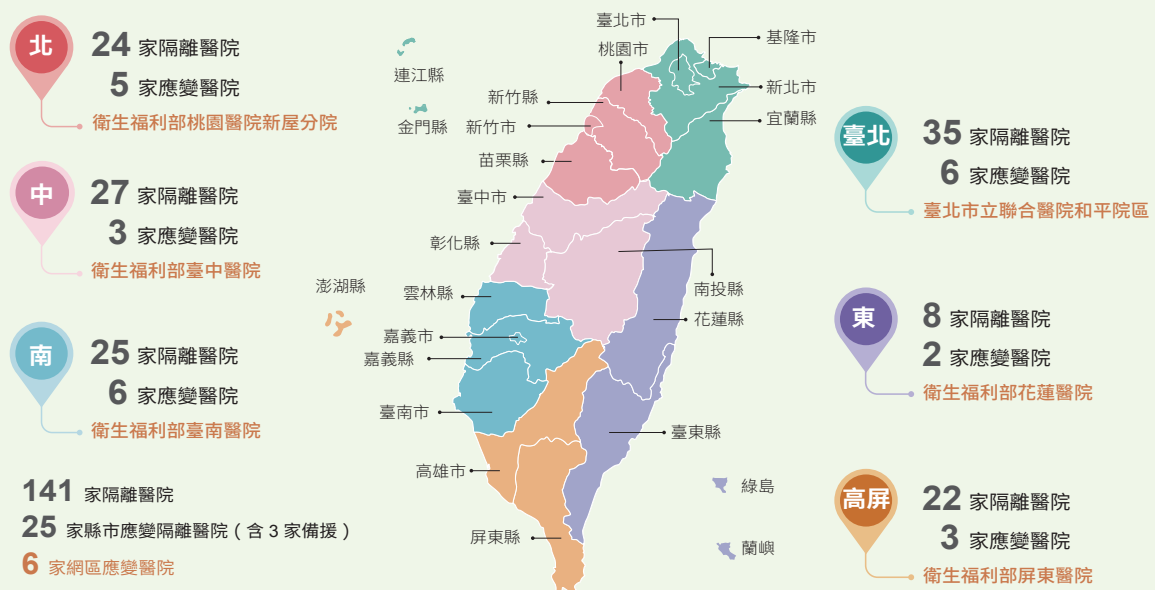 北
24 家隔離醫院
5 家應變醫院
衛生福利部桃園醫院新屋分院
中
27 家隔離醫院
3 家應變醫院
衛生福利部臺中醫院
南
25 家隔離醫院
6 家應變醫院
衛生福利部臺南醫院
141 家隔離醫院
25 家縣市應變隔離醫院（含 3 家備援）
6 家網區應變醫院
連江縣
金門縣
澎湖縣
臺北市
桃園市
新竹縣
新竹市
苗栗縣
臺中市
彰化縣
雲林縣
嘉義市
嘉義縣
臺南市
高雄市
屏東縣
基隆市
新北市
宜蘭縣
南投縣
花蓮縣
臺東縣
綠島
蘭嶼
臺北
35 家隔離醫院
6 家應變醫院
臺北市立聯合醫院和平院區
東
8 家隔離醫院
2 家應變醫院
衛生福利部花蓮醫院
高屏
22 家隔離醫院
3 家應變醫院
衛生福利部屏東醫院